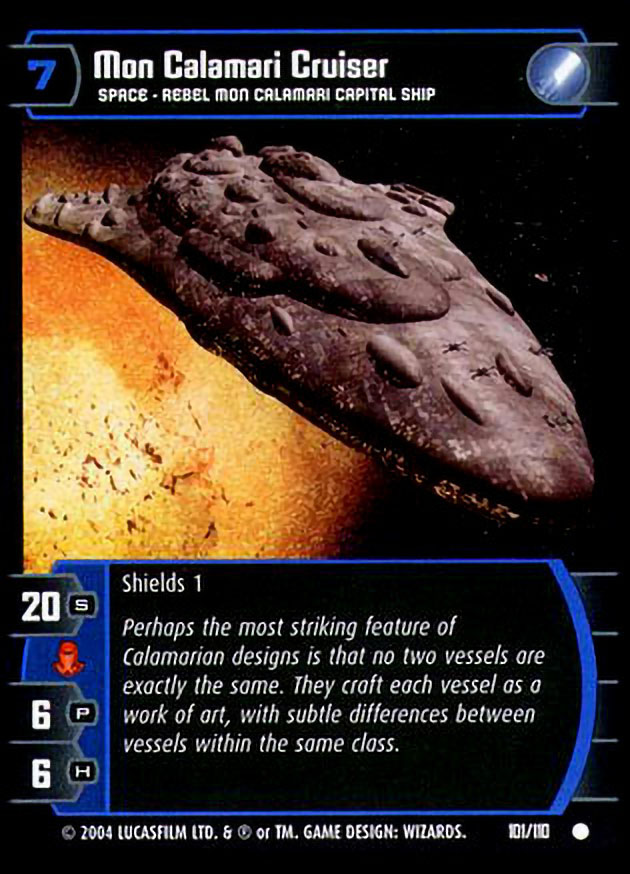 7
Mon Calamari Cruiser
SPACE - REBEL MON CALAMARI CAPITAL SHIP
Shields 1
20 S
Perhaps the most striking feature of
Calamarian designs is that no two vessels are
exactly the same. They craft each vessel as a
6 P
work of art, with subtle differences between
vessels within the same class.
6 H
© 2004 LUCASFILM LTD. & ® or TM. GAME DESIGN: WIZARDS. 101/110